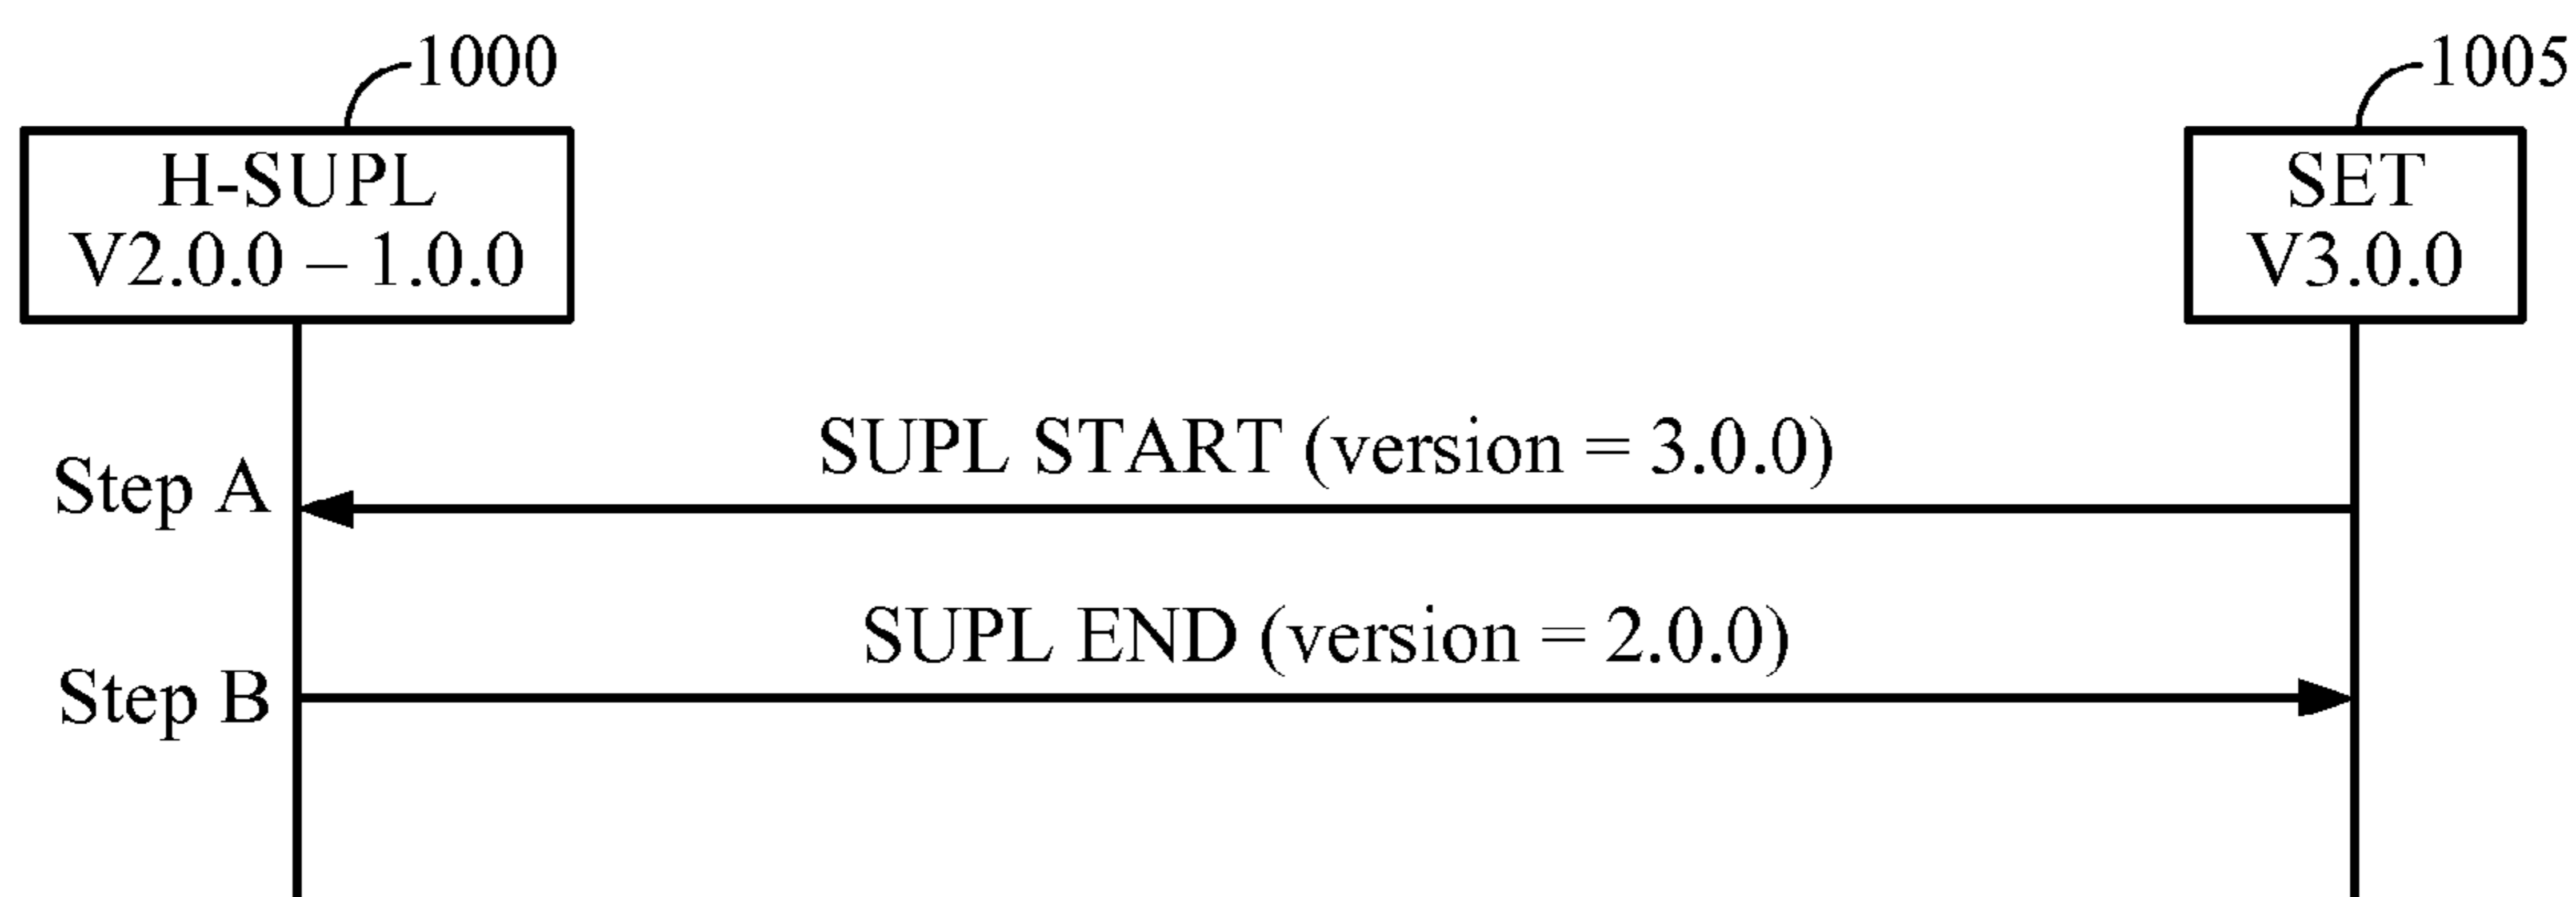 1000
1005
H-SUPL
V2.0.0 – 1.0.0
SET
V3.0.0
SUPL START (version = 3.0.0)
Step A
SUPL END (version = 2.0.0)
Step B